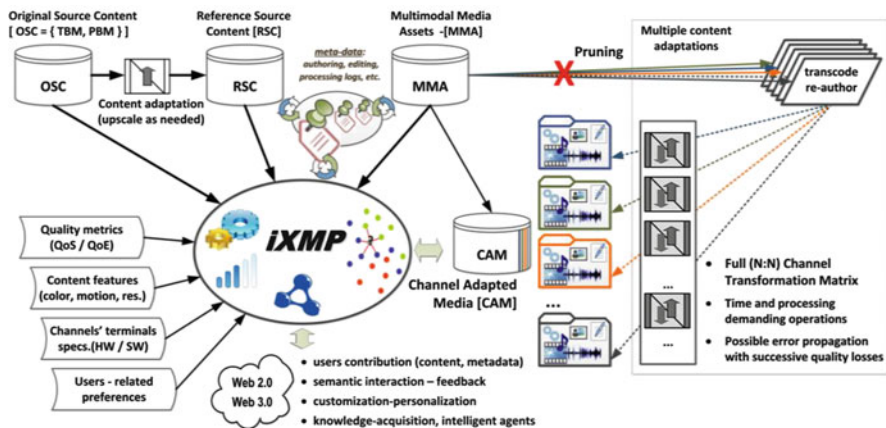 Original Source Content
[ OSC = { TBM, PBM } ]
Reference Source
Content [RSC]
Multimodal Media
Assets -[MMA]
Multiple content
adaptations
meta-data:
authoring, editing,
processing logs, etc.
Pruning
X
transcode
re-author
OSC
Content adaptation
(upscale as needed)
RSC
MMA
Quality metrics
(QoS / QoE)
Content features
(color, motion, res.)
Channels' terminals
specs.(HW / SW)
Users - related
preferences
iXMP
?
CAM
Channel Adapted
Media [CAM]
...
...
...
• Full (N:N) Channel
Transformation Matrix
• Time and processing
demanding operations
• Possible error propagation
with successive quality losses
Web 2.0
Web 3.0
• users contribution (content, metadata)
• semantic interaction – feedback
• customization-personalization
• knowledge-acquisition, intelligent agents